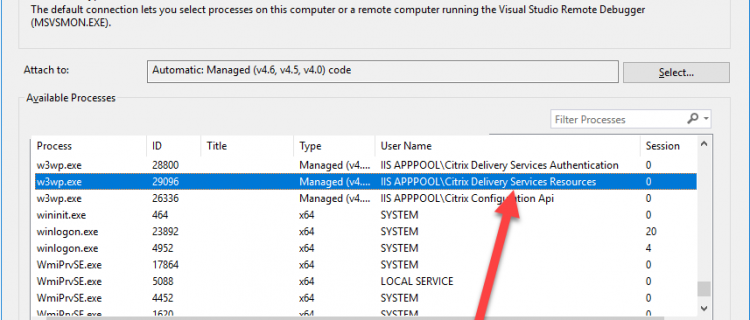 The default connection lets you select processes on this computer or a remote computer running the Visual Studio Remote Debugger
(MSVSMON.EXE).
Attach to: Automatic: Managed (v4.6, v4.5, v4.0) code Select...
Available Processes
Filter Processes
Process ID Title Type User Name Session
w3wp.exe 28800 Managed (v4.... IIS APPPOOL\Citrix Delivery Services Authentication 0
w3wp.exe 29096 Managed (v4.... IIS APPPOOL\Citrix Delivery Services Resources 0
w3wp.exe 26336 Managed (v4.... IIS APPPOOL\Citrix Configuration Api 0
wininit.exe 464 x64 SYSTEM 0
winlogon.exe 23892 x64 SYSTEM 20
winlogon.exe 4952 x64 SYSTEM 4
WmiPrvSE.exe 17864 x64 SYSTEM 0
WmiPrvSE.exe 5088 x64 LOCAL SERVICE 0
WmiPrvSE.exe 4452 x64 SYSTEM 0
WmiPrvSE.exe 1620 x64 SYSTEM 0